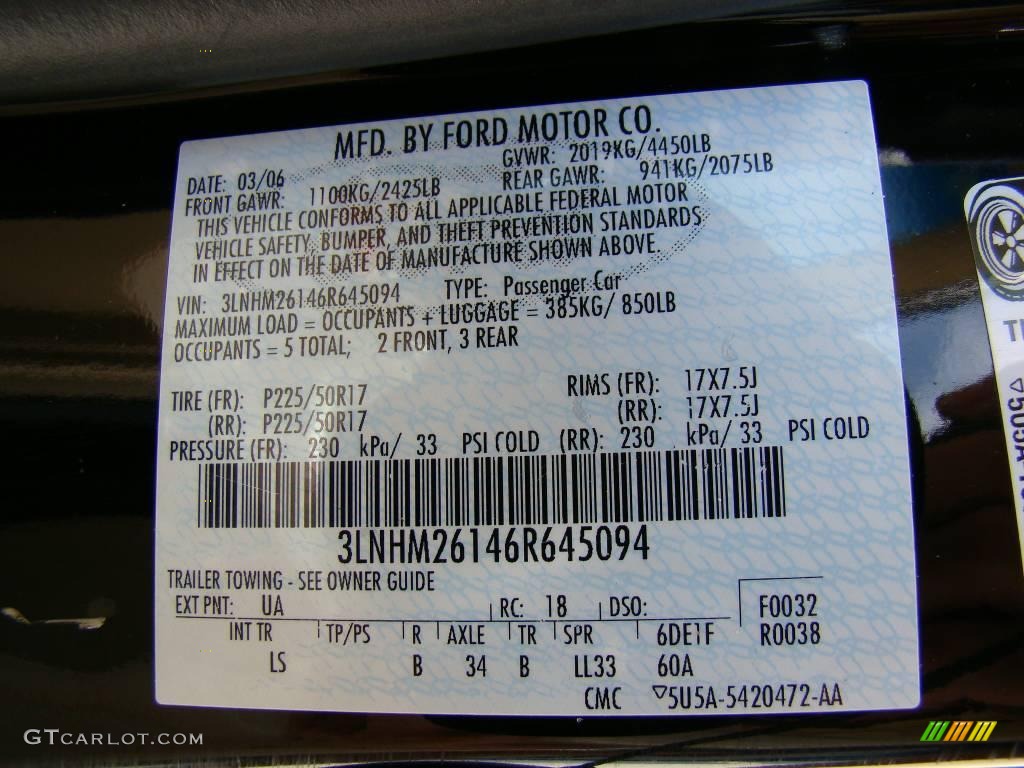 MFD. BY FORD MOTOR CO.
DATE: 03/06 GVWR: 2019KG/4450LB
FRONT GAWR: 1100KG/2425LB REAR GAWR: 941KG/2075LB
THIS VEHICLE CONFORMS TO ALL APPLICABLE FEDERAL MOTOR
VEHICLE SAFETY, BUMPER, AND THEFT PREVENTION STANDARDS
IN EFFECT ON THE DATE OF MANUFACTURE SHOWN ABOVE.
VIN: 3LNHM26146R645094 TYPE: Passenger Car
MAXIMUM LOAD = OCCUPANTS + LUGGAGE = 385KG/ 850LB
OCCUPANTS = 5 TOTAL; 2 FRONT, 3 REAR
TIRE (FR): P225/50R17 RIMS (FR): 17X7.5J
(RR): P225/50R17 (RR): 17X7.5J
PRESSURE (FR): 230 kPa/ 33 PSI COLD (RR): 230 kPa/ 33 PSI COLD
3LNHM26146R645094
TRAILER TOWING - SEE OWNER GUIDE
EXT PNT: UA RC: 18 DSO: F0032
INT TR TP/PS R AXLE TR SPR 6DE1F R0038
LS B 34 B LL33 60A
CMC ▽5U5A-5420472-AA
GTCARLOT.COM